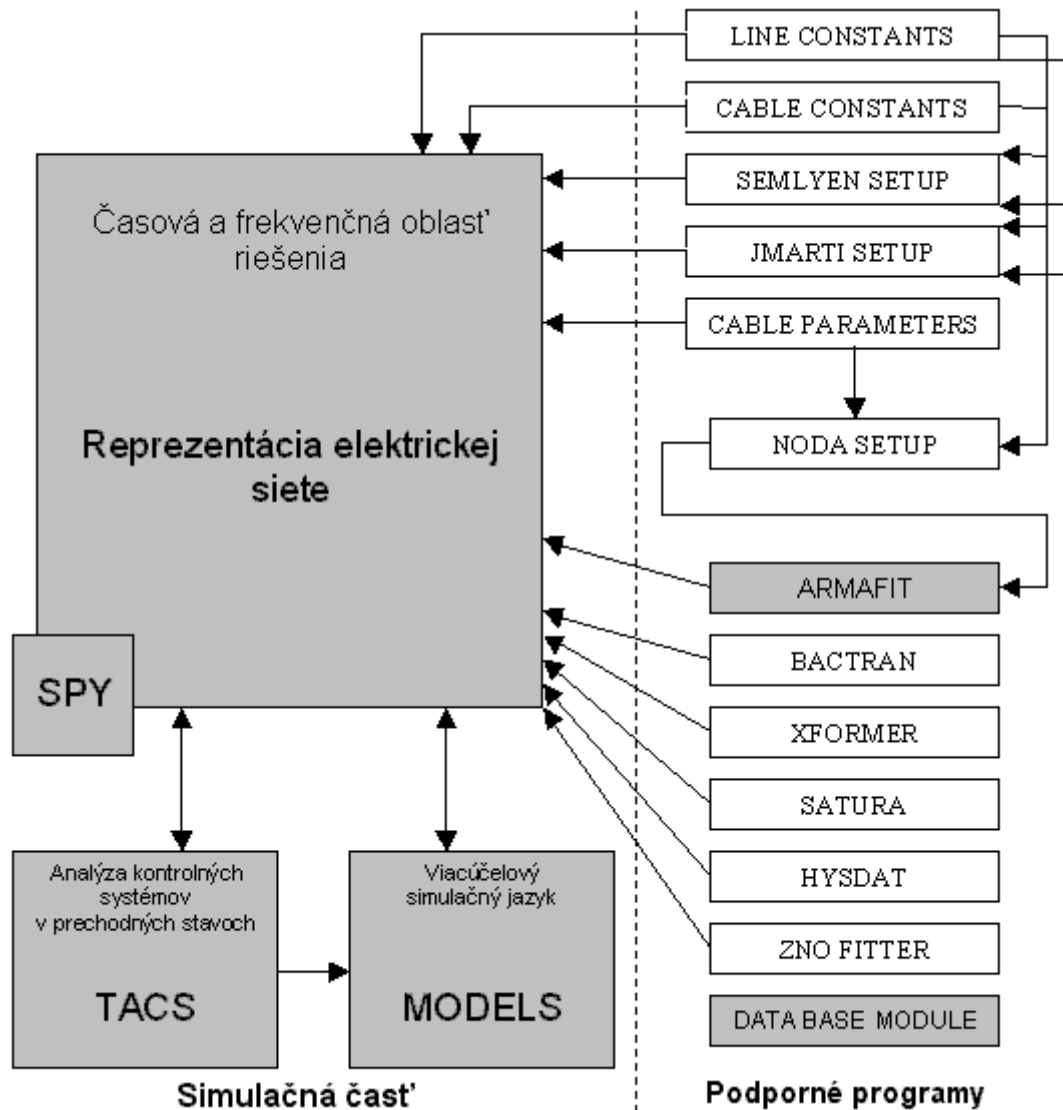 LINE CONSTANTS
CABLE CONSTANTS
SEMLYEN SETUP
JMARTI SETUP
CABLE PARAMETERS
NODA SETUP
ARMAFIT
BACTRAN
XFORMER
SATURA
HYSDAT
ZNO FITTER
DATA BASE MODULE
Podporné programy
Časová a frekvenčná oblasť
riešenia
Reprezentácia elektrickej
siete
SPY
Analýza kontrolných
systémov
v prechodných stavoch
TACS
Viacúčelový
simulačný jazyk
MODELS
Simulačná časť